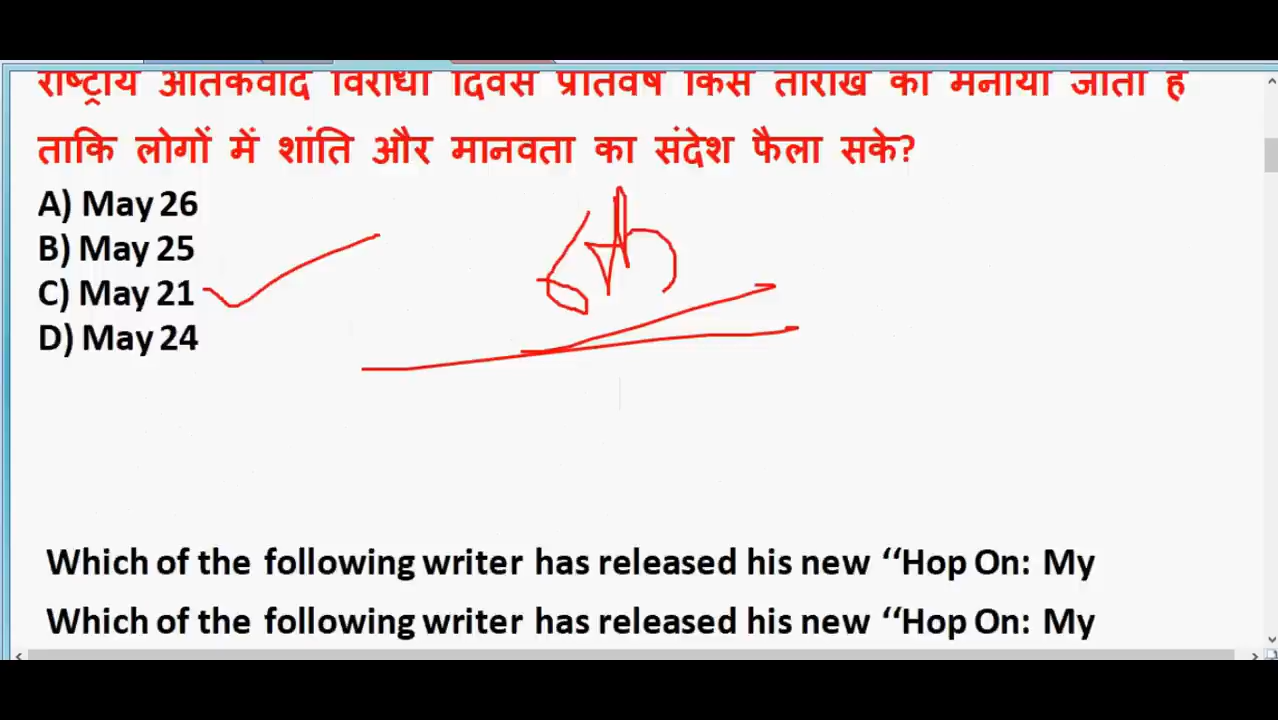 राष्ट्रीय आतंकवाद विरोधी दिवस प्रतिवर्ष किस तारीख को मनाया जाता है
ताकि लोगों में शांति और मानवता का संदेश फैला सके?
A) May 26
B) May 25
C) May 21
D) May 24
Which of the following writer has released his new ‘‘Hop On: My
Which of the following writer has released his new ‘‘Hop On: My